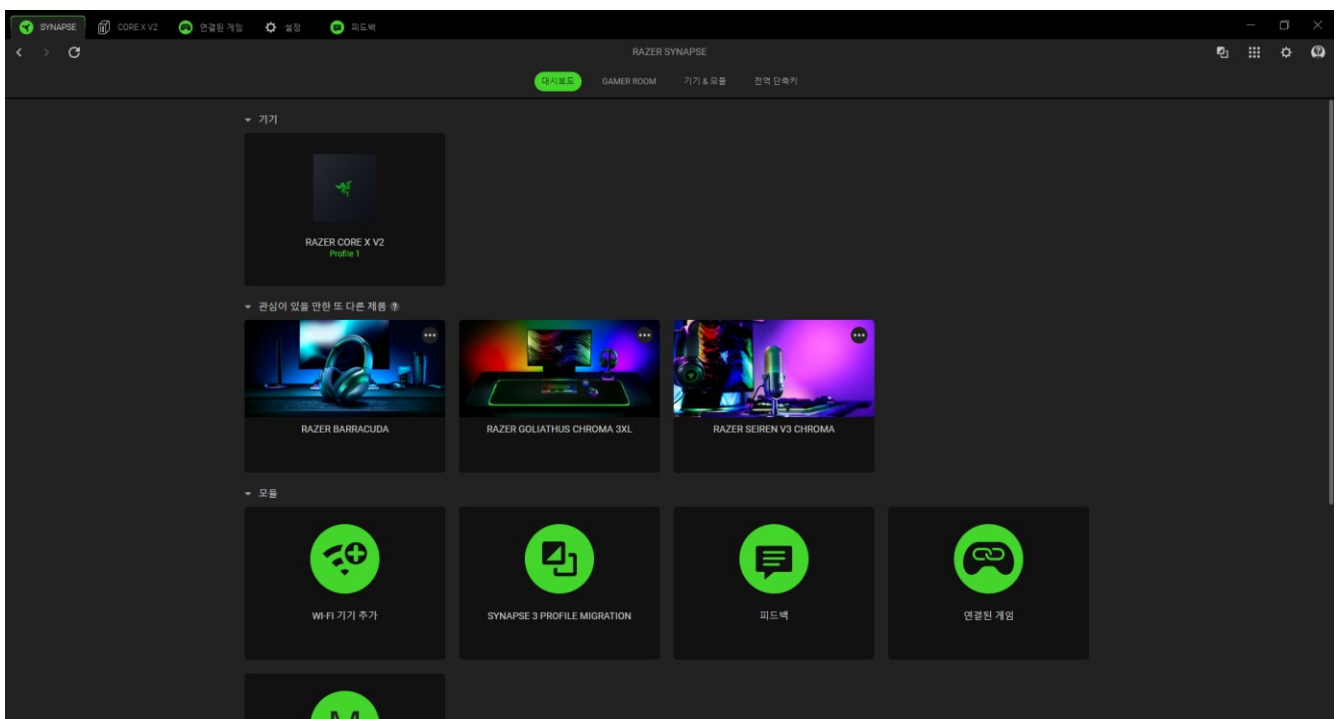 SYNAPSE CORE X V2 연결된 게임 설정 피드백
RAZER SYNAPSE
대시보드 GAMER ROOM 기기 & 모듈 전역 단축키
기기
RAZER CORE X V2
Profile 1
관심이 있을 만한 또 다른 제품 ?
RAZER BARRACUDA RAZER GOLIATHUS CHROMA 3XL RAZER SEIREN V3 CHROMA
모듈
WI-FI 기기 추가 SYNAPSE 3 PROFILE MIGRATION 피드백 연결된 게임